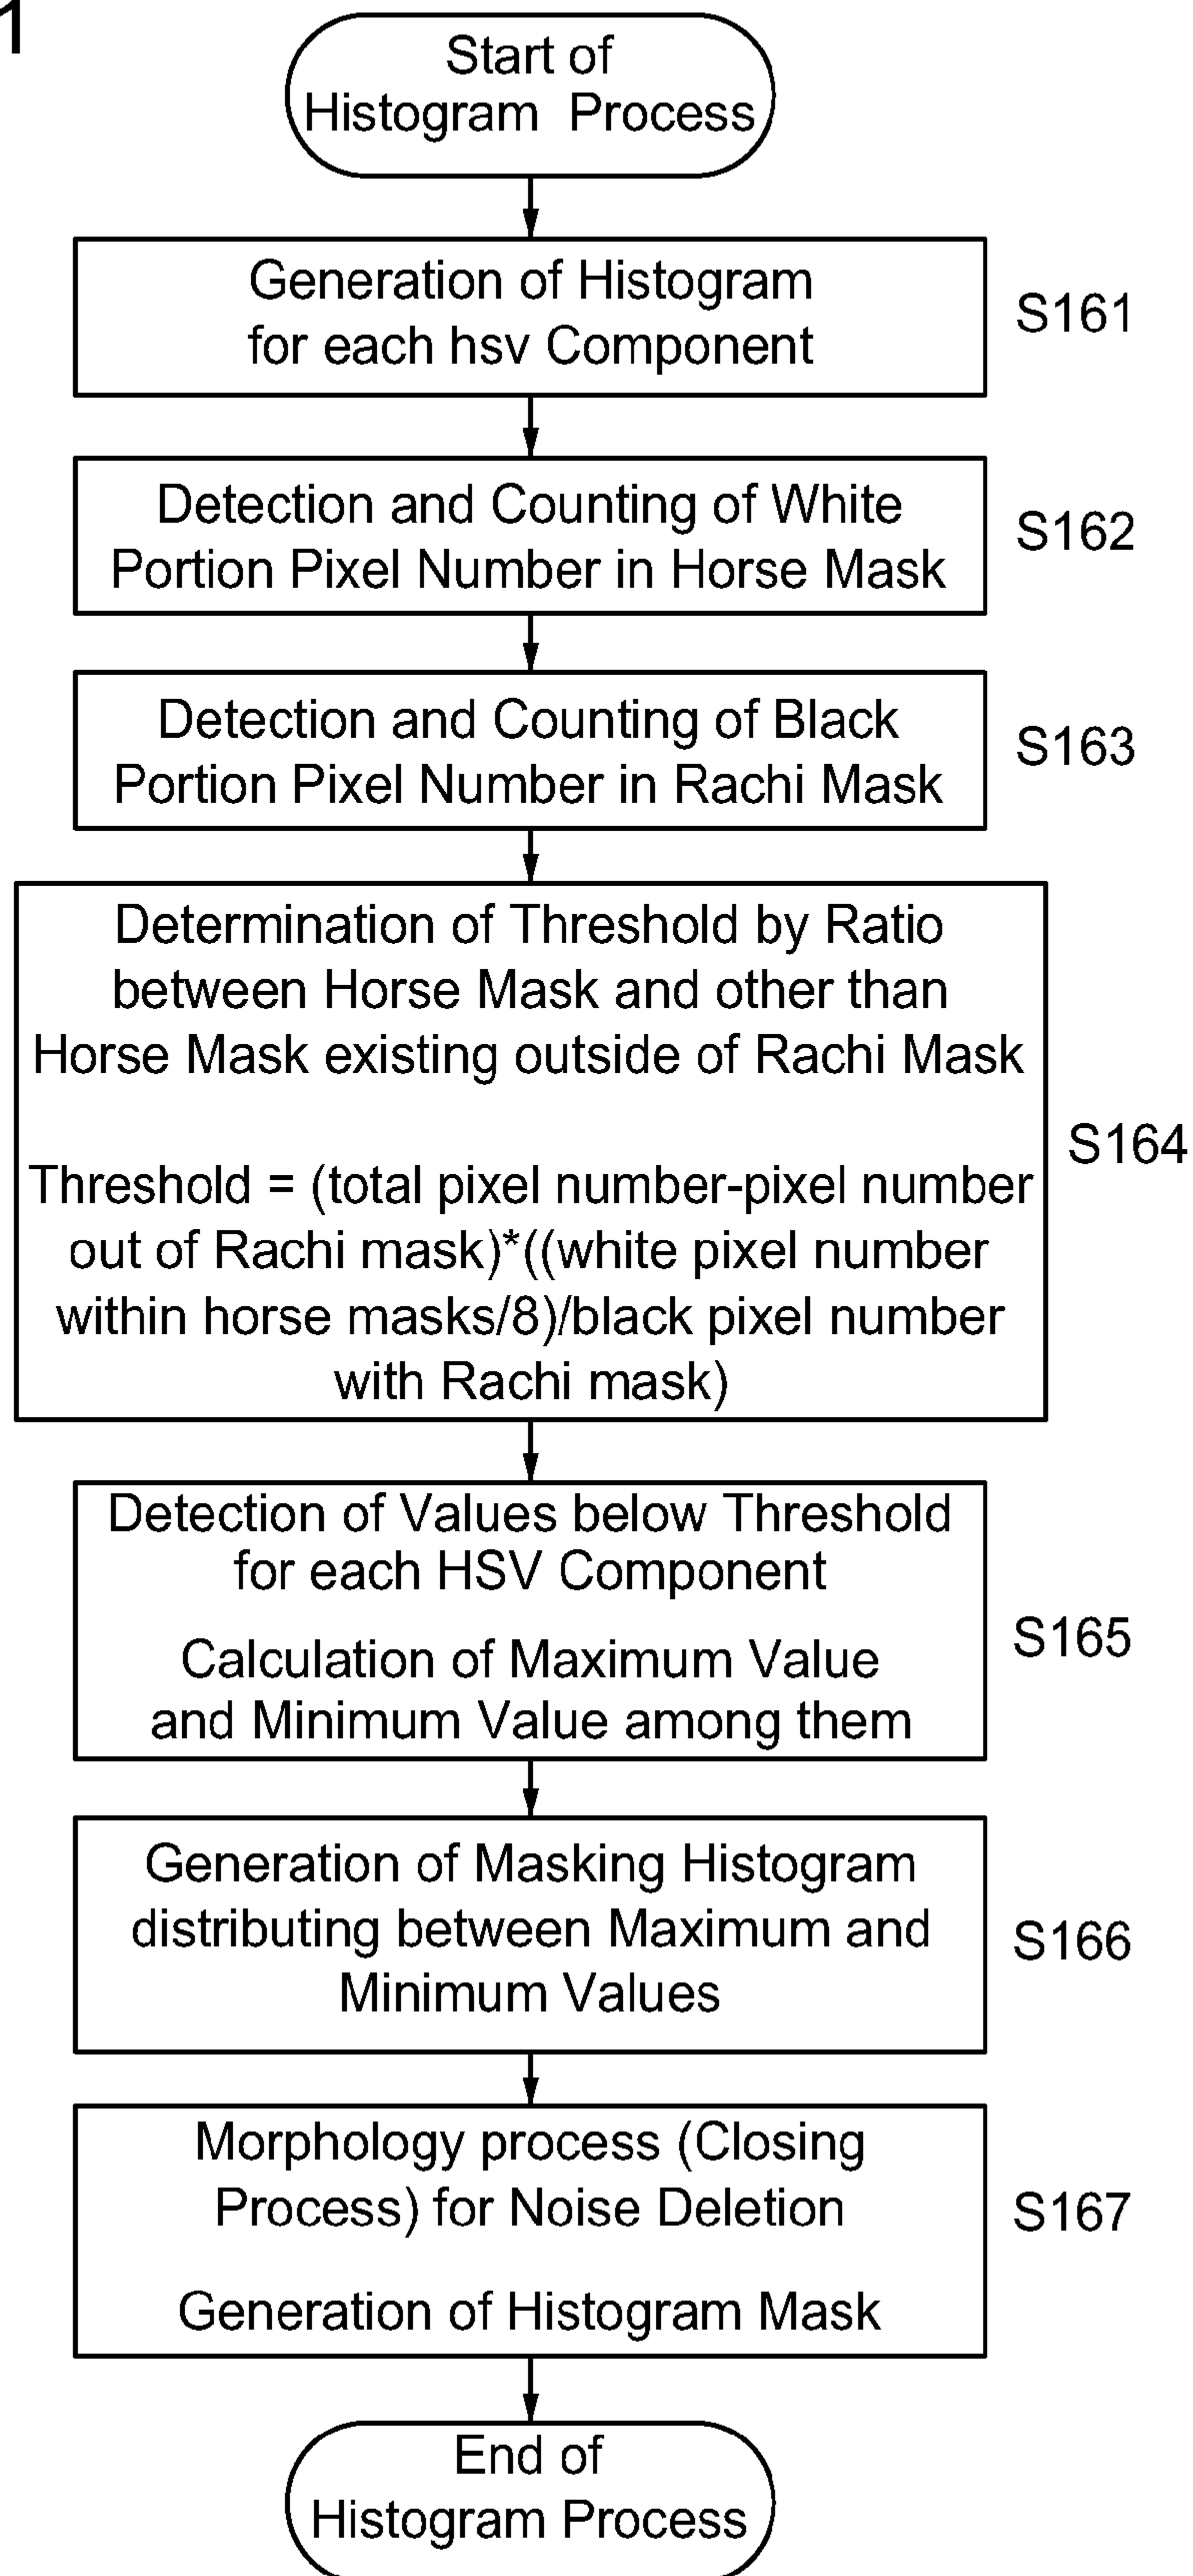 1
Start of
Histogram Process
Generation of Histogram
for each hsv Component
S161
Detection and Counting of White
Portion Pixel Number in Horse Mask
S162
Detection and Counting of Black
Portion Pixel Number in Rachi Mask
S163
Determination of Threshold by Ratio
between Horse Mask and other than
Horse Mask existing outside of Rachi Mask
Threshold = (total pixel number-pixel number
out of Rachi mask)*((white pixel number
within horse masks/8)/black pixel number
with Rachi mask)
S164
Detection of Values below Threshold
for each HSV Component
Calculation of Maximum Value
and Minimum Value among them
S165
Generation of Masking Histogram
distributing between Maximum and
Minimum Values
S166
Morphology process (Closing
Process) for Noise Deletion
Generation of Histogram Mask
S167
End of
Histogram Process